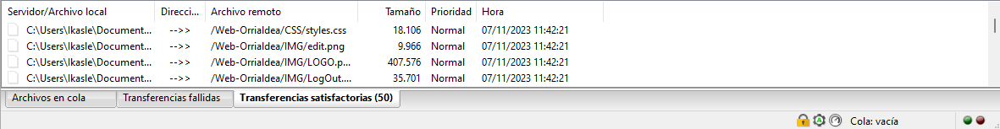 Servidor/Archivo local Direcci... Archivo remoto Tamaño Prioridad Hora
C:\Users\Ikasle\Document... -->> /Web-Orrialdea/CSS/styles.css 18.106 Normal 07/11/2023 11:42:21
C:\Users\Ikasle\Document... -->> /Web-Orrialdea/IMG/edit.png 9.966 Normal 07/11/2023 11:42:21
C:\Users\Ikasle\Document... -->> /Web-Orrialdea/IMG/LOGO.p... 407.576 Normal 07/11/2023 11:42:21
C:\Users\Ikasle\Document... -->> /Web-Orrialdea/IMG/LogOut.... 35.701 Normal 07/11/2023 11:42:21
Archivos en cola Transferencias fallidas Transferencias satisfactorias (50)
Cola: vacía